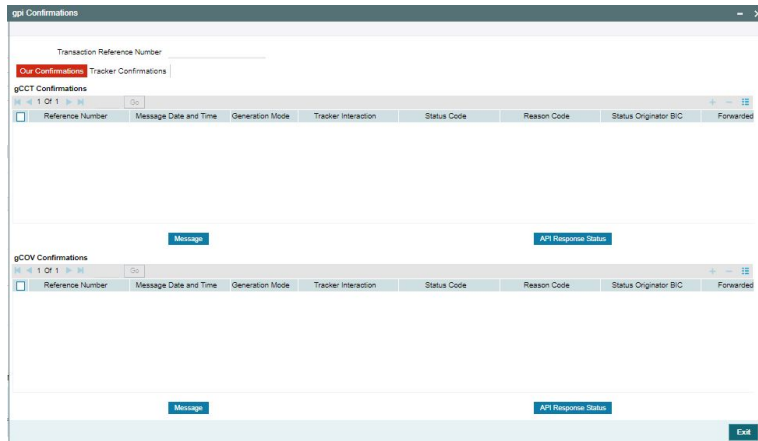 gpi Confirmations
Transaction Reference Number
Our Confirmations Tracker Confirmations
gCCT Confirmations
1 Of 1 Go
Reference Number Message Date and Time Generation Mode Tracker Interaction Status Code Reason Code Status Originator BIC Forwarded
Message API Response Status
gCOV Confirmations
1 Of 1 Go
Reference Number Message Date and Time Generation Mode Tracker Interaction Status Code Reason Code Status Originator BIC Forwarded
Message API Response Status
Exit